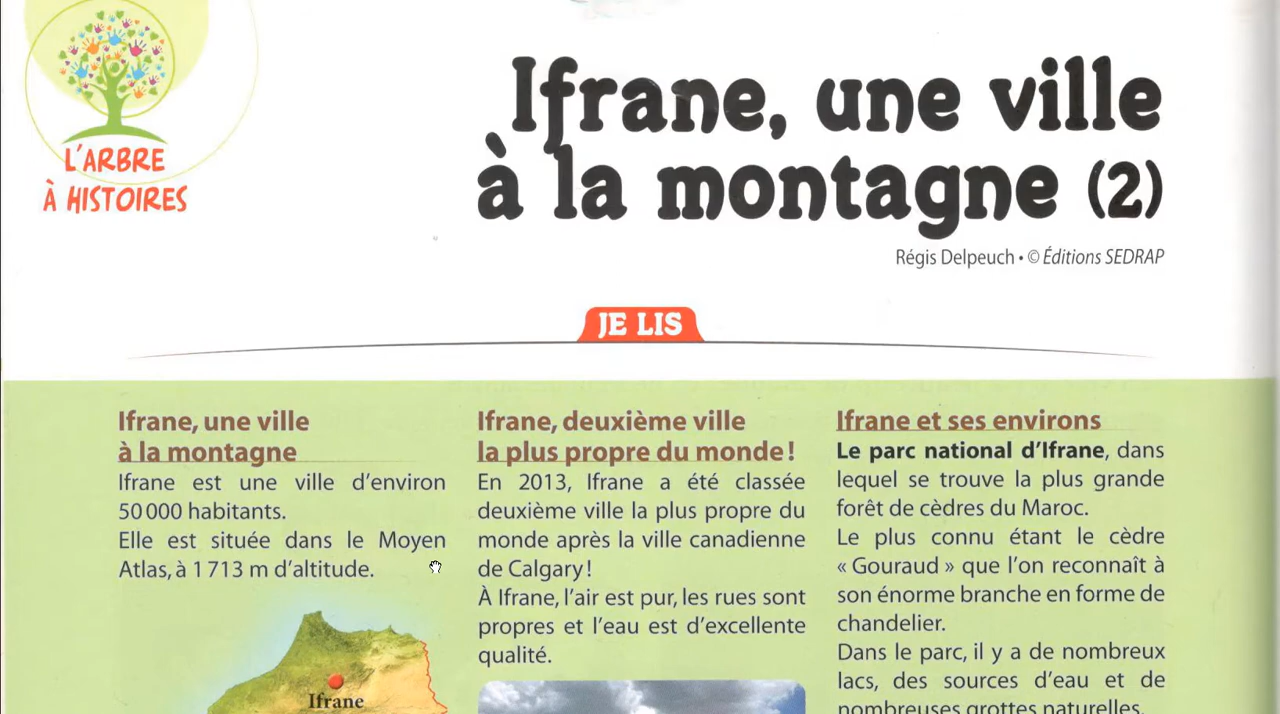 L'ARBRE
À HISTOIRES
Ifrane, une ville
à la montagne (2)
Régis Delpeuch • © Éditions SEDRAP
JE LIS
Ifrane, une ville
à la montagne
Ifrane est une ville d'environ
50 000 habitants.
Elle est située dans le Moyen
Atlas, à 1 713 m d'altitude.
Ifrane
Ifrane, deuxième ville
la plus propre du monde !
En 2013, Ifrane a été classée
deuxième ville la plus propre du
monde après la ville canadienne
de Calgary !
À Ifrane, l'air est pur, les rues sont
propres et l'eau est d'excellente
qualité.
Ifrane et ses environs
Le parc national d'Ifrane, dans
lequel se trouve la plus grande
forêt de cèdres du Maroc.
Le plus connu étant le cèdre
« Gouraud » que l'on reconnaît à
son énorme branche en forme de
chandelier.
Dans le parc, il y a de nombreux
lacs, des sources d'eau et de
nombreuses grottes naturelles.